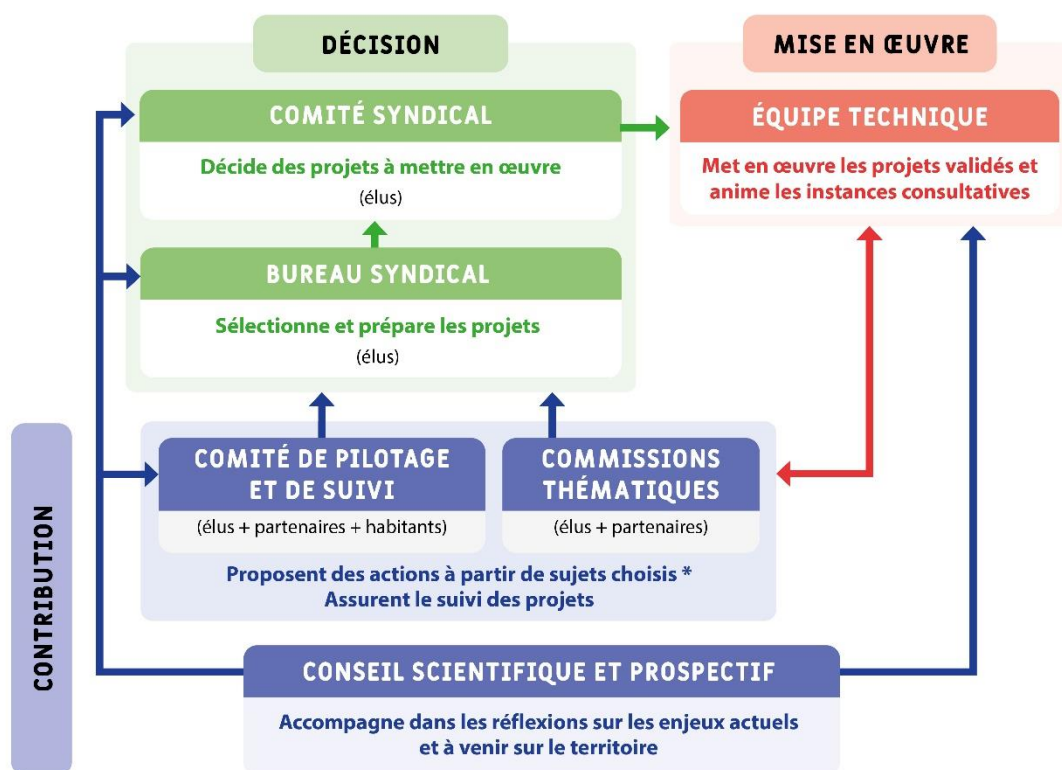 DÉCISION
COMITÉ SYNDICAL
Décide des projets à mettre en œuvre
(élus)
BUREAU SYNDICAL
Sélectionne et prépare les projets
(élus)
MISE EN ŒUVRE
ÉQUIPE TECHNIQUE
Met en œuvre les projets validés et
anime les instances consultatives
CONTRIBUTION
COMITÉ DE PILOTAGE
ET DE SUIVI
(élus + partenaires + habitants)
COMMISSIONS
THÉMATIQUES
(élus + partenaires)
Proposent des actions à partir de sujets choisis *
Assurent le suivi des projets
CONSEIL SCIENTIFIQUE ET PROSPECTIF
Accompagne dans les réflexions sur les enjeux actuels
et à venir sur le territoire